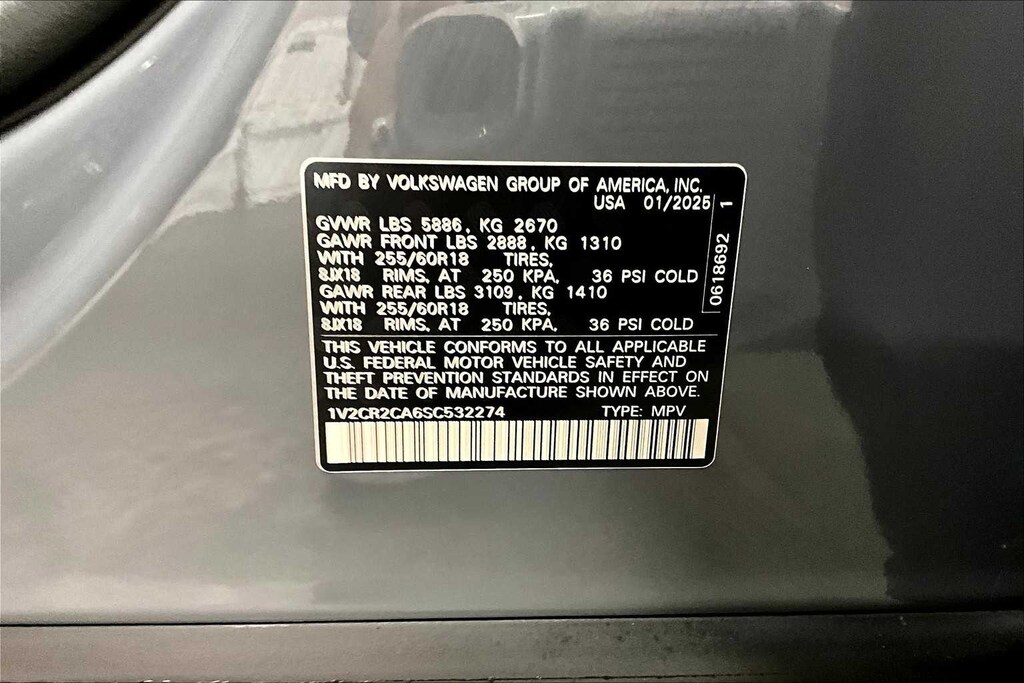 MFD BY VOLKSWAGEN GROUP OF AMERICA, INC.
USA 01/2025
GVWR LBS 5886, KG 2670
GAWR FRONT LBS 2888, KG 1310
WITH 255/60R18 TIRES,
8JX18 RIMS, AT 250 KPA, 36 PSI COLD
GAWR REAR LBS 3109, KG 1410
WITH 255/60R18 TIRES,
8JX18 RIMS, AT 250 KPA, 36 PSI COLD
THIS VEHICLE CONFORMS TO ALL APPLICABLE
U.S. FEDERAL MOTOR VEHICLE SAFETY AND
THEFT PREVENTION STANDARDS IN EFFECT ON
THE DATE OF MANUFACTURE SHOWN ABOVE.
1V2CR2CA6SC532274 TYPE: MPV
0618692 1